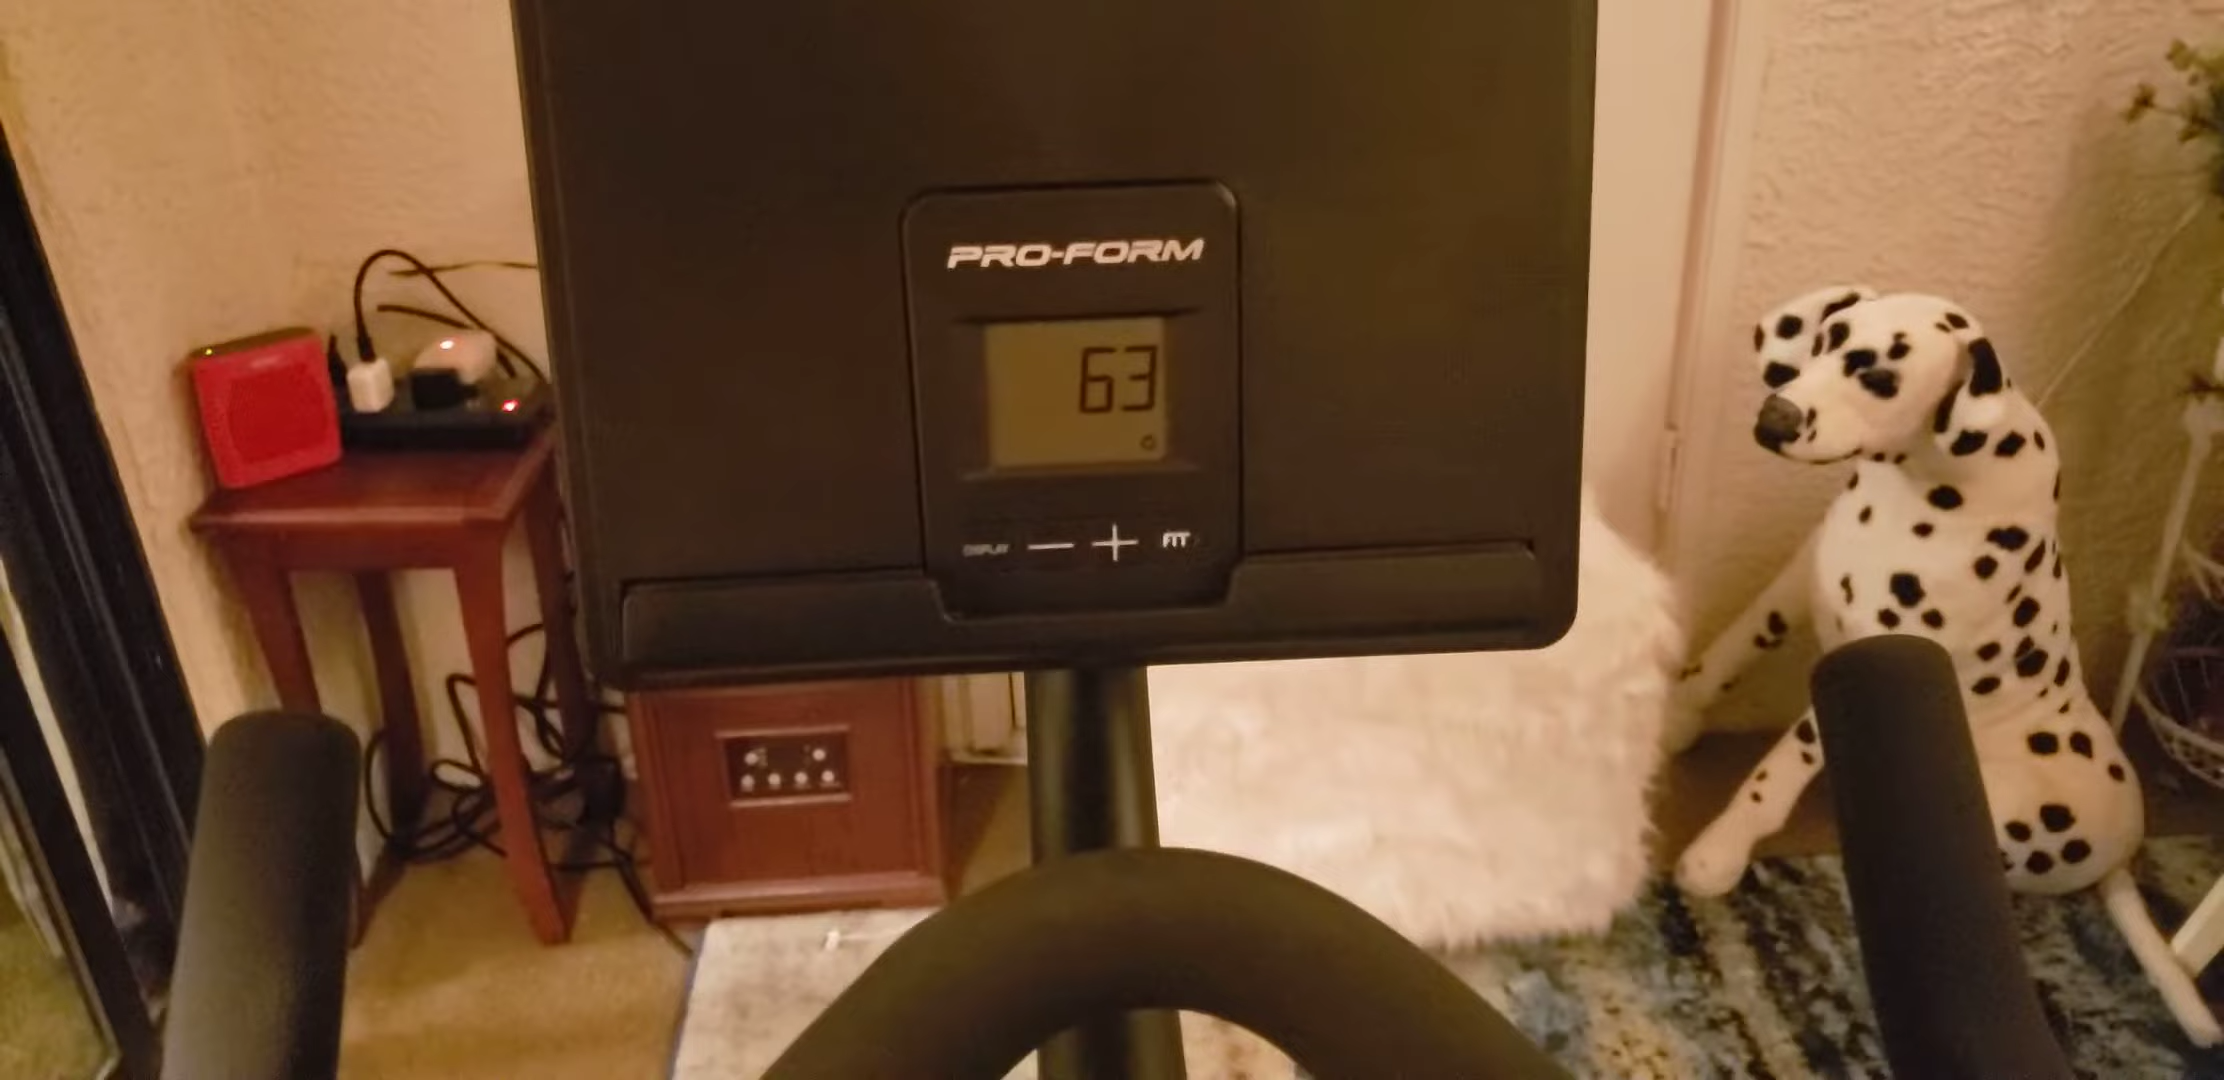 PRO-FORM
63
DISPLAY — + FIT